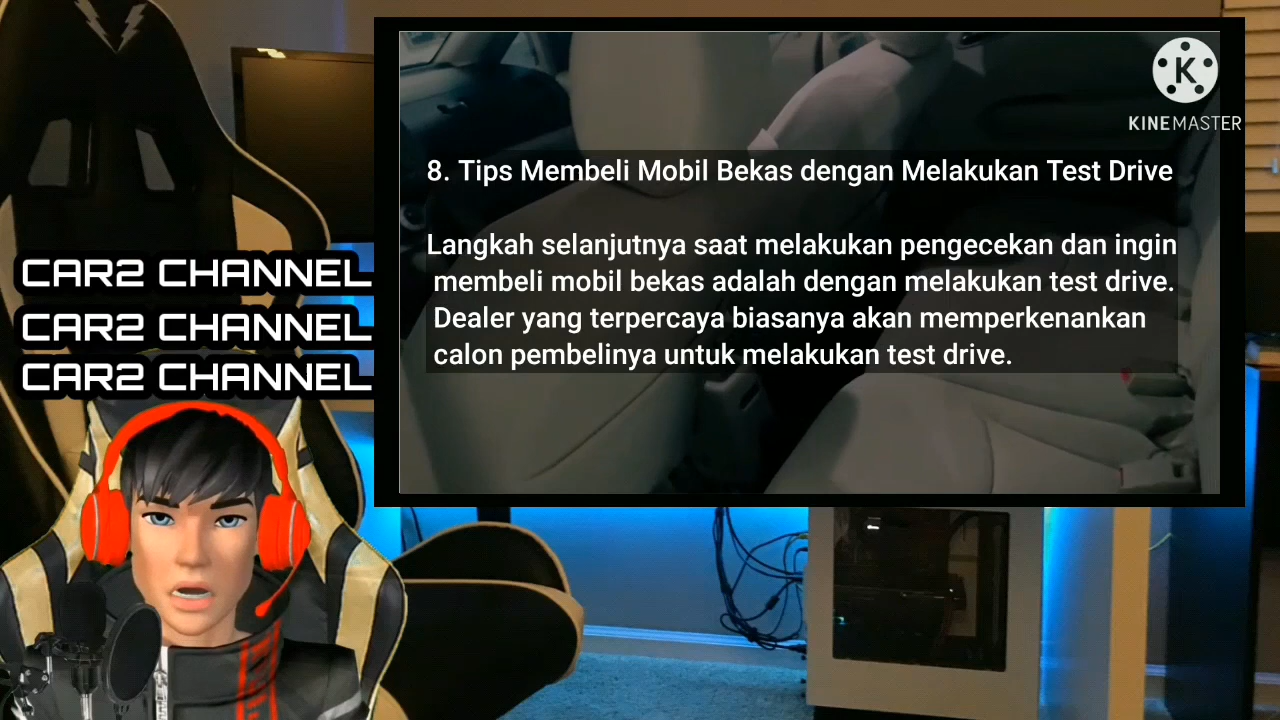 K
KINEMASTER
8. Tips Membeli Mobil Bekas dengan Melakukan Test Drive
Langkah selanjutnya saat melakukan pengecekan dan ingin
membeli mobil bekas adalah dengan melakukan test drive.
Dealer yang terpercaya biasanya akan memperkenankan
calon pembelinya untuk melakukan test drive.
CAR2 CHANNEL
CAR2 CHANNEL
CAR2 CHANNEL